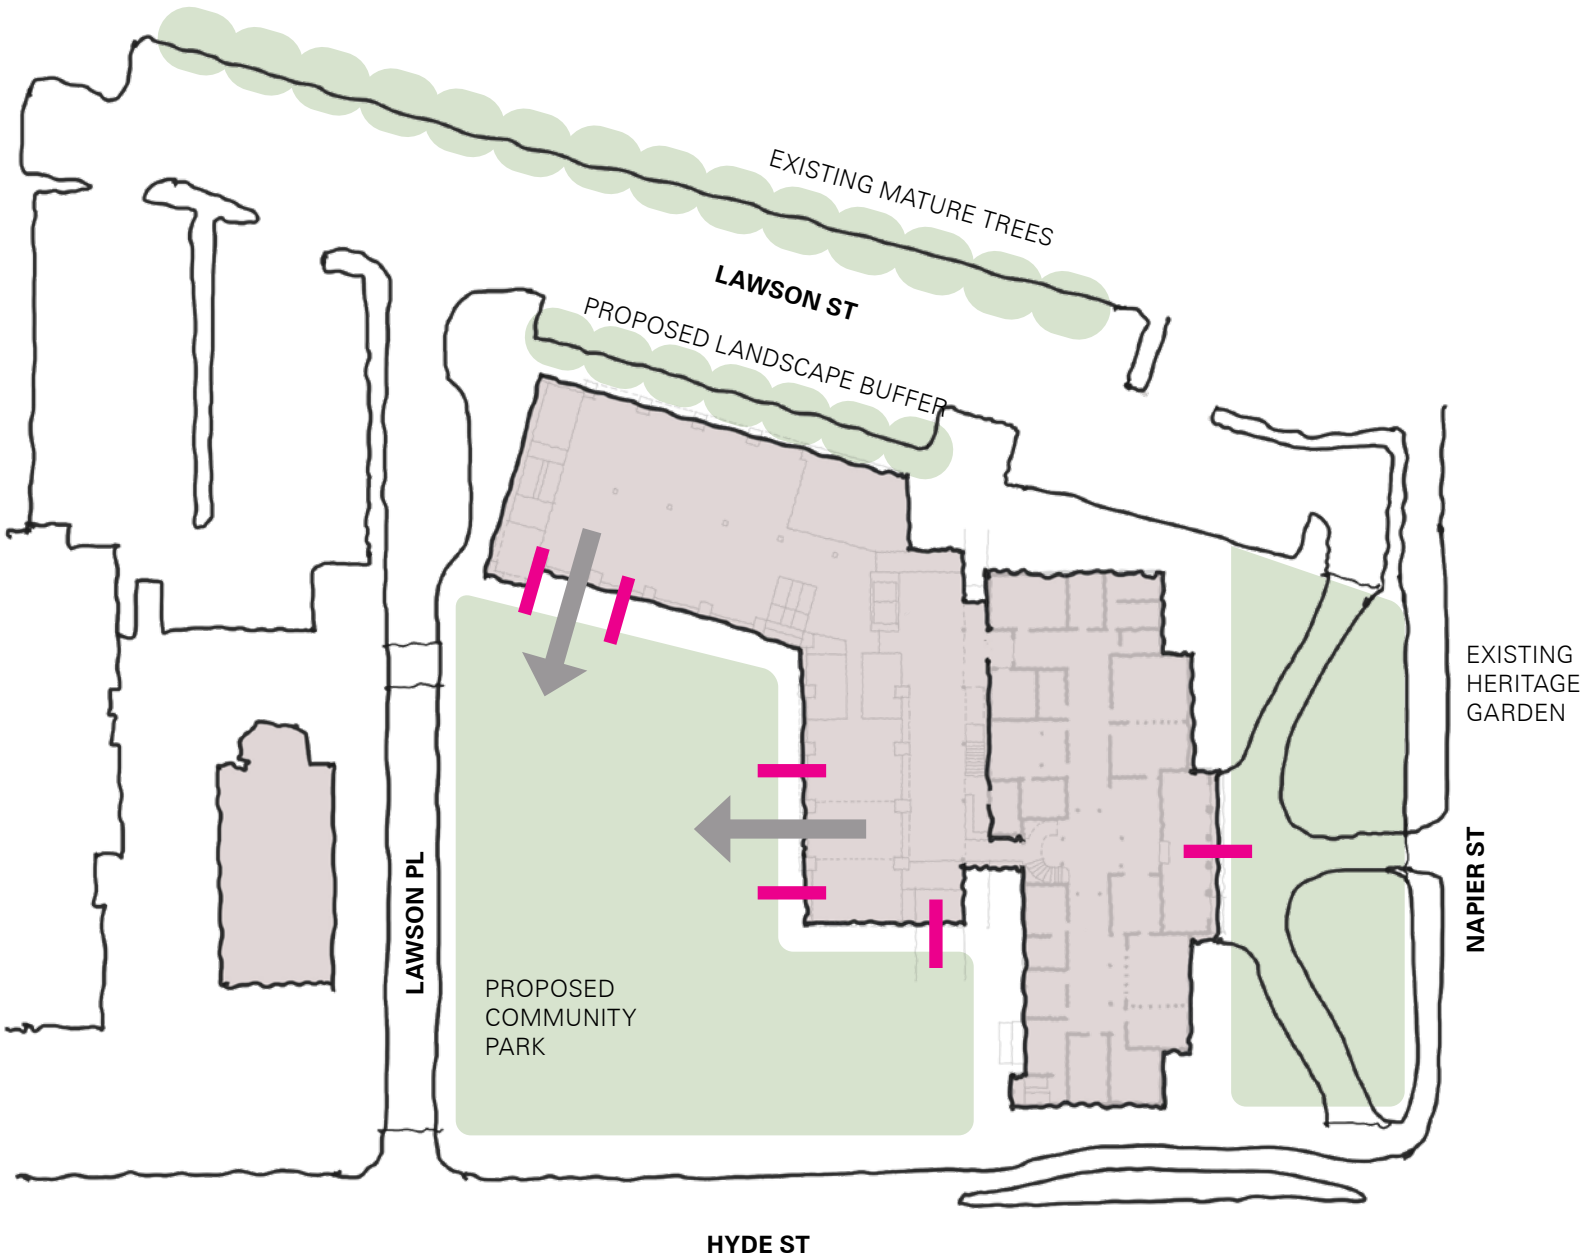 EXISTING MATURE TREES
LAWSON ST
PROPOSED LANDSCAPE BUFFER
EXISTING
HERITAGE
GARDEN
NAPIER ST
LAWSON PL
PROPOSED
COMMUNITY
PARK
HYDE ST